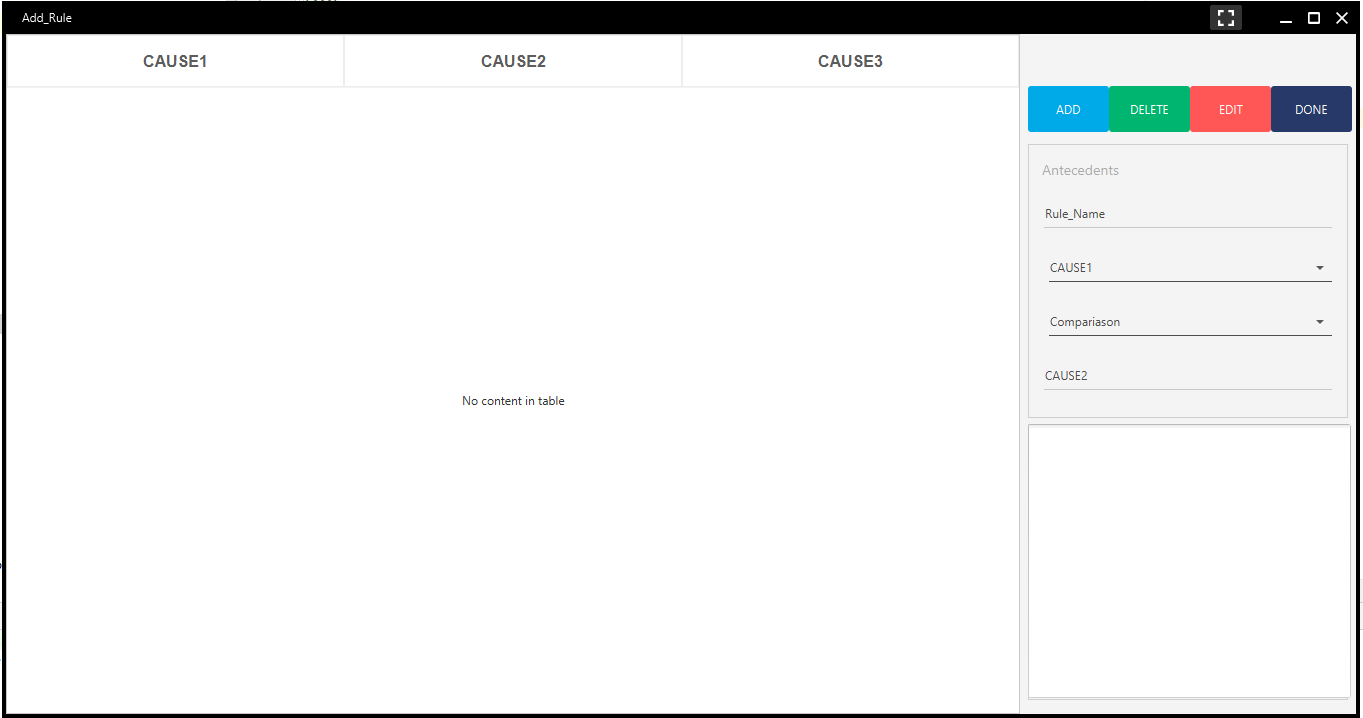 Add_Rule
CAUSE1 CAUSE2 CAUSE3
ADD DELETE EDIT DONE
Antecedents
Rule_Name
CAUSE1
Compariason
CAUSE2
No content in table